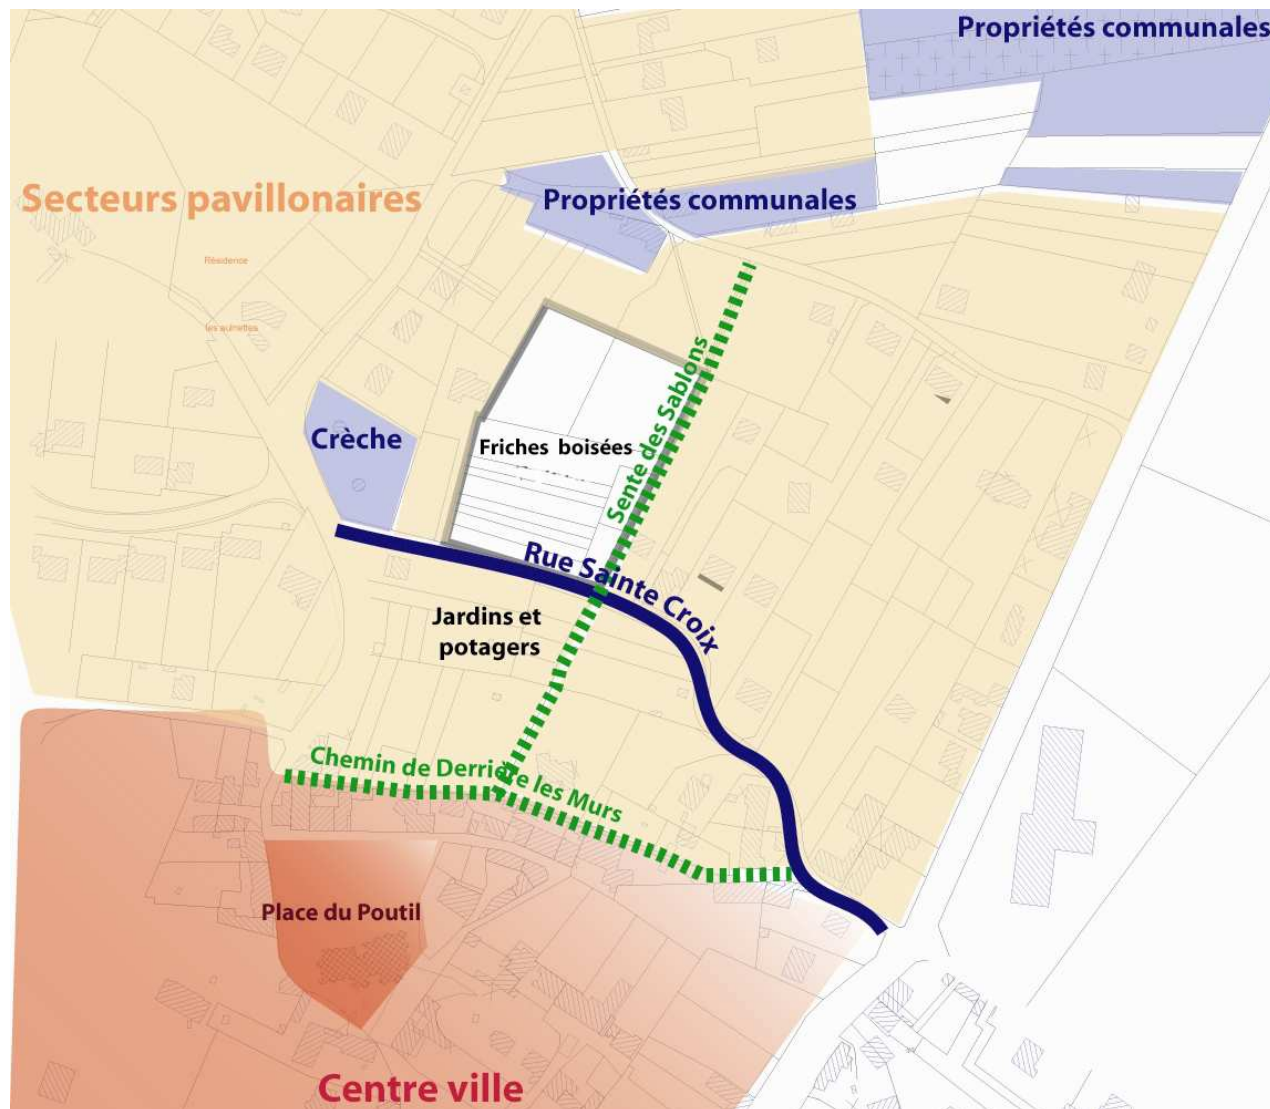 Propriétés communales
Secteurs pavillonaires
Propriétés communales
Résidence
les aulnettes
Crèche
Friches boisées
Sente des Sablons
Rue Sainte Croix
Jardins et
potagers
Chemin de Derrière les Murs
Place du Poutil
Centre ville